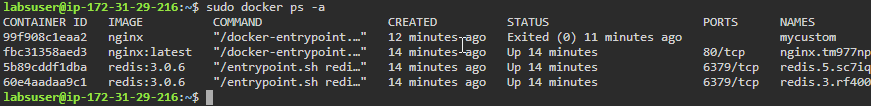 labsuser@ip-172-31-29-216:~$ sudo docker ps -a
CONTAINER ID   IMAGE          COMMAND                  CREATED          STATUS                      PORTS      NAMES
99f908c1eaa2   nginx          "/docker-entrypoint.…"   12 minutes ago   Exited (0) 11 minutes ago              mycustom
fbc31358aed3   nginx:latest   "/docker-entrypoint.…"   14 minutes ago   Up 14 minutes               80/tcp     nginx.tm977np
5b89cddf1dba   redis:3.0.6    "/entrypoint.sh redi…"   14 minutes ago   Up 14 minutes               6379/tcp   redis.5.sc7iq
60e4aadaa9c1   redis:3.0.6    "/entrypoint.sh redi…"   14 minutes ago   Up 14 minutes               6379/tcp   redis.3.rf400
labsuser@ip-172-31-29-216:~$